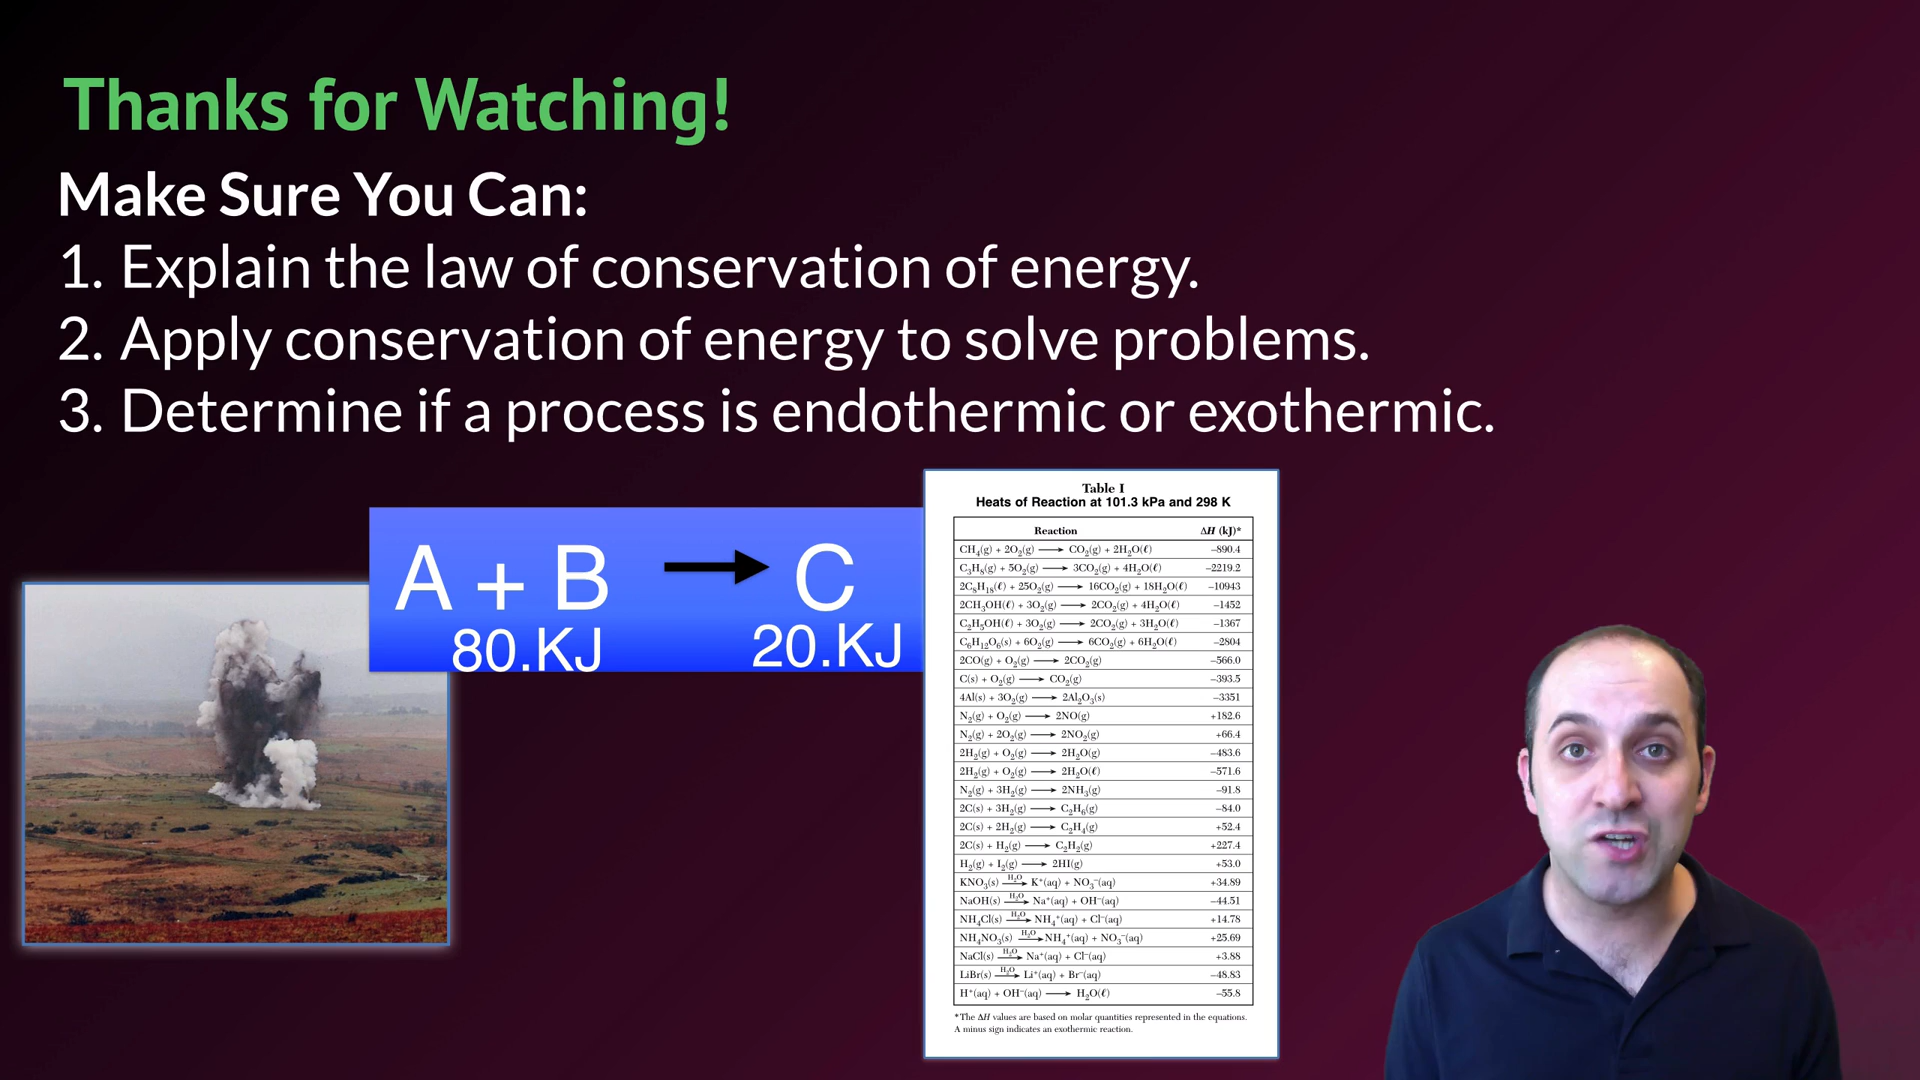 Thanks for Watching!
Make Sure You Can:
1. Explain the law of conservation of energy.
2. Apply conservation of energy to solve problems.
3. Determine if a process is endothermic or exothermic.
A + B ⟶ C
80.KJ 20.KJ
Table I
Heats of Reaction at 101.3 kPa and 298 K
Reaction ΔH (kJ)*
CH₄(g) + 2O₂(g) ⟶ CO₂(g) + 2H₂O(ℓ) –890.4
C₃H₈(g) + 5O₂(g) ⟶ 3CO₂(g) + 4H₂O(ℓ) –2219.2
2C₈H₁₈(ℓ) + 25O₂(g) ⟶ 16CO₂(g) + 18H₂O(ℓ) –10943
2CH₃OH(ℓ) + 3O₂(g) ⟶ 2CO₂(g) + 4H₂O(ℓ) –1452
C₂H₅OH(ℓ) + 3O₂(g) ⟶ 2CO₂(g) + 3H₂O(ℓ) –1367
C₆H₁₂O₆(s) + 6O₂(g) ⟶ 6CO₂(g) + 6H₂O(ℓ) –2804
2CO(g) + O₂(g) ⟶ 2CO₂(g) –566.0
C(s) + O₂(g) ⟶ CO₂(g) –393.5
4Al(s) + 3O₂(g) ⟶ 2Al₂O₃(s) –3351
N₂(g) + O₂(g) ⟶ 2NO(g) +182.6
N₂(g) + 2O₂(g) ⟶ 2NO₂(g) +66.4
2H₂(g) + O₂(g) ⟶ 2H₂O(g) –483.6
2H₂(g) + O₂(g) ⟶ 2H₂O(ℓ) –571.6
N₂(g) + 3H₂(g) ⟶ 2NH₃(g) –91.8
2C(s) + 3H₂(g) ⟶ C₂H₆(g) –84.0
2C(s) + 2H₂(g) ⟶ C₂H₄(g) +52.4
2C(s) + H₂(g) ⟶ C₂H₂(g) +227.4
H₂(g) + I₂(g) ⟶ 2HI(g) +53.0
KNO₃(s) H₂O⟶ K⁺(aq) + NO₃⁻(aq) +34.89
NaOH(s) H₂O⟶ Na⁺(aq) + OH⁻(aq) –44.51
NH₄Cl(s) H₂O⟶ NH₄⁺(aq) + Cl⁻(aq) +14.78
NH₄NO₃(s) H₂O⟶ NH₄⁺(aq) + NO₃⁻(aq) +25.69
NaCl(s) H₂O⟶ Na⁺(aq) + Cl⁻(aq) +3.88
LiBr(s) H₂O⟶ Li⁺(aq) + Br⁻(aq) –48.83
H⁺(aq) + OH⁻(aq) ⟶ H₂O(ℓ) –55.8
*The ΔH values are based on molar quantities represented in the equations.
A minus sign indicates an exothermic reaction.